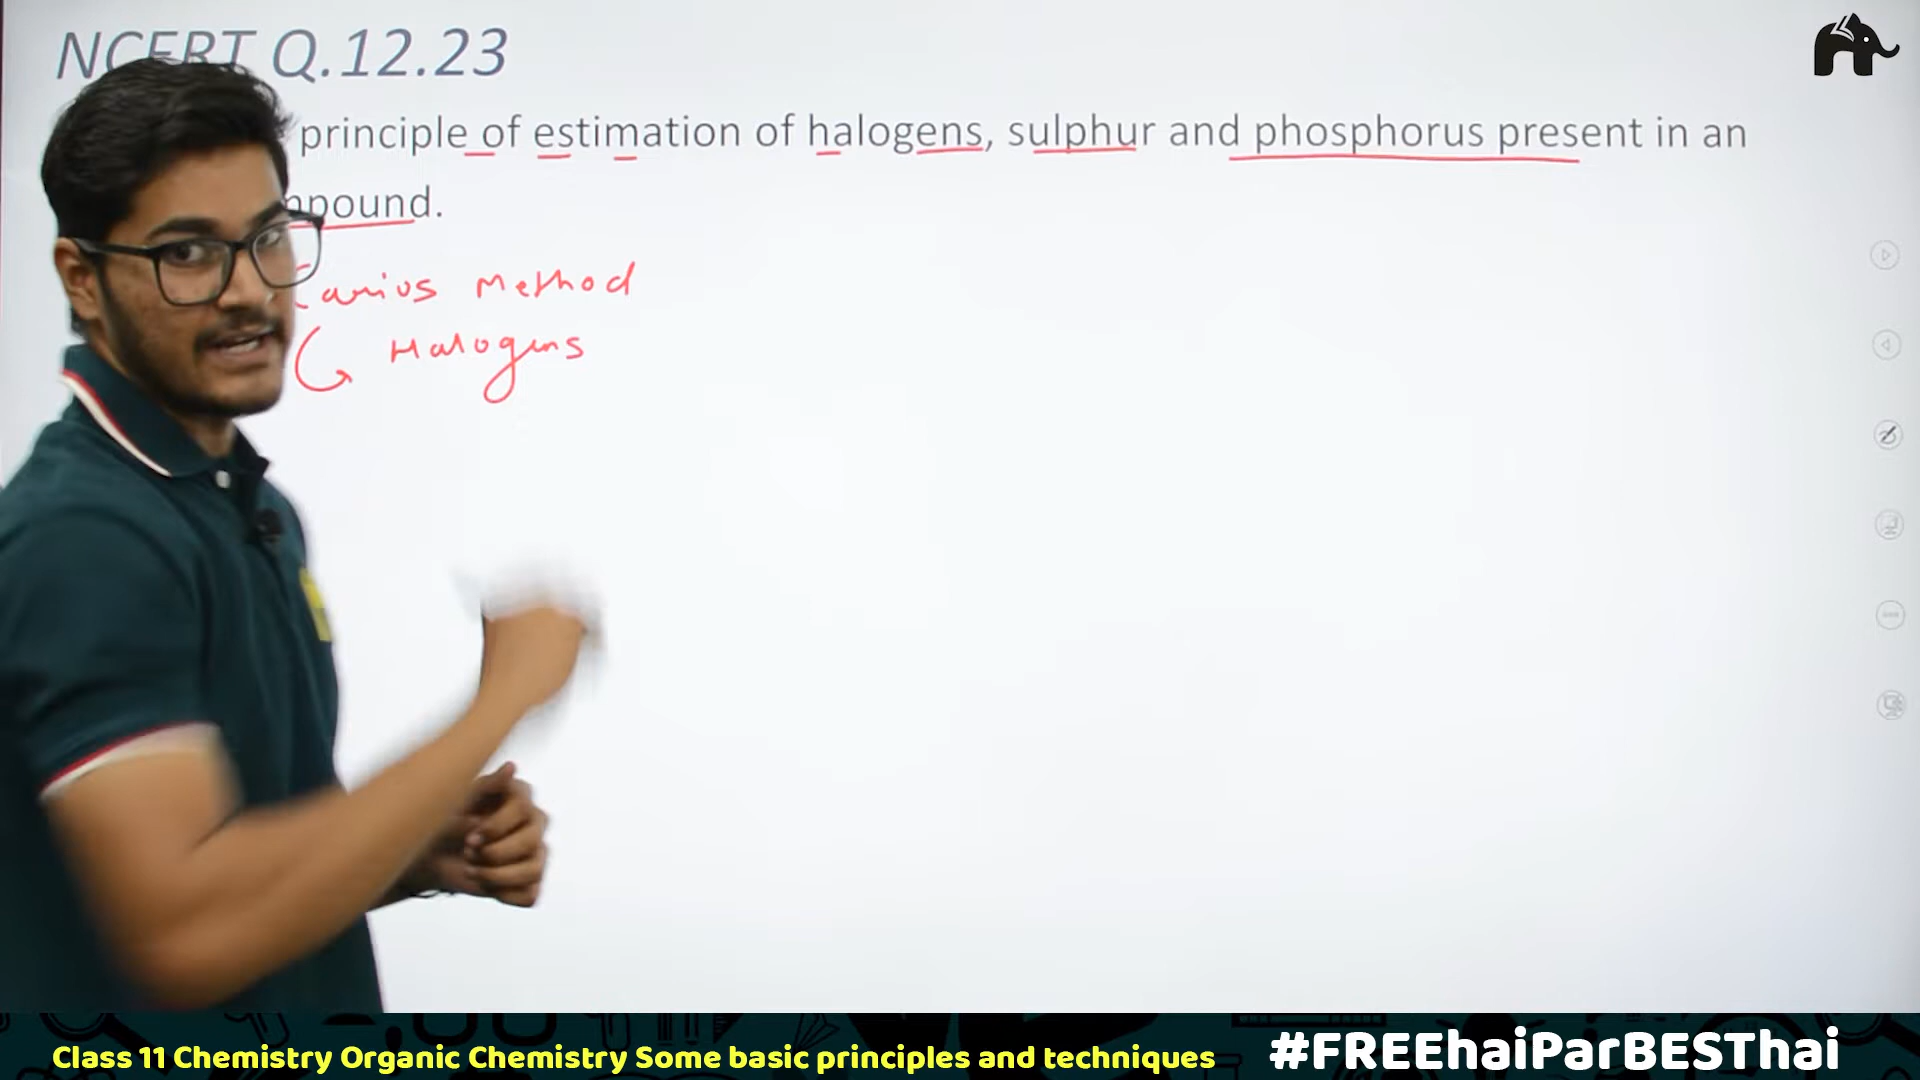 NCERT Q.12.23
principle of estimation of halogens, sulphur and phosphorus present in an
pound.
Carius Method
Halogens
Class 11 Chemistry Organic Chemistry Some basic principles and techniques
#FREEhaiParBESThai